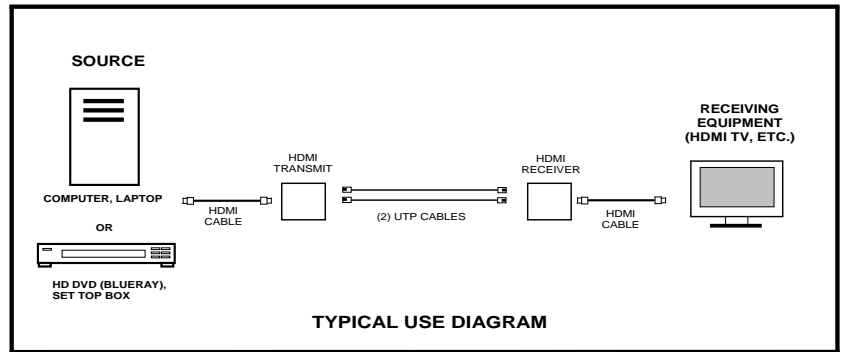 SOURCE
COMPUTER, LAPTOP
OR
HD DVD (BLUERAY),
SET TOP BOX
HDMI
CABLE
HDMI
TRANSMIT
(2) UTP CABLES
HDMI
RECEIVER
HDMI
CABLE
RECEIVING
EQUIPMENT
(HDMI TV, ETC.)
TYPICAL USE DIAGRAM